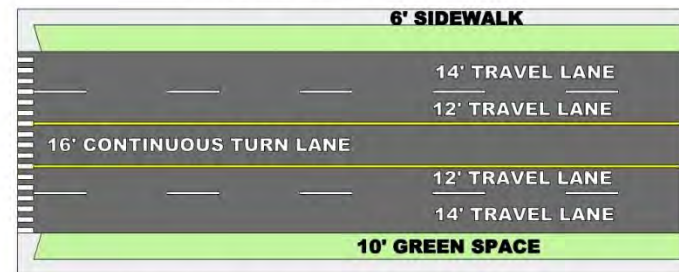 6' SIDEWALK
14' TRAVEL LANE
12' TRAVEL LANE
16' CONTINUOUS TURN LANE
12' TRAVEL LANE
14' TRAVEL LANE
10' GREEN SPACE